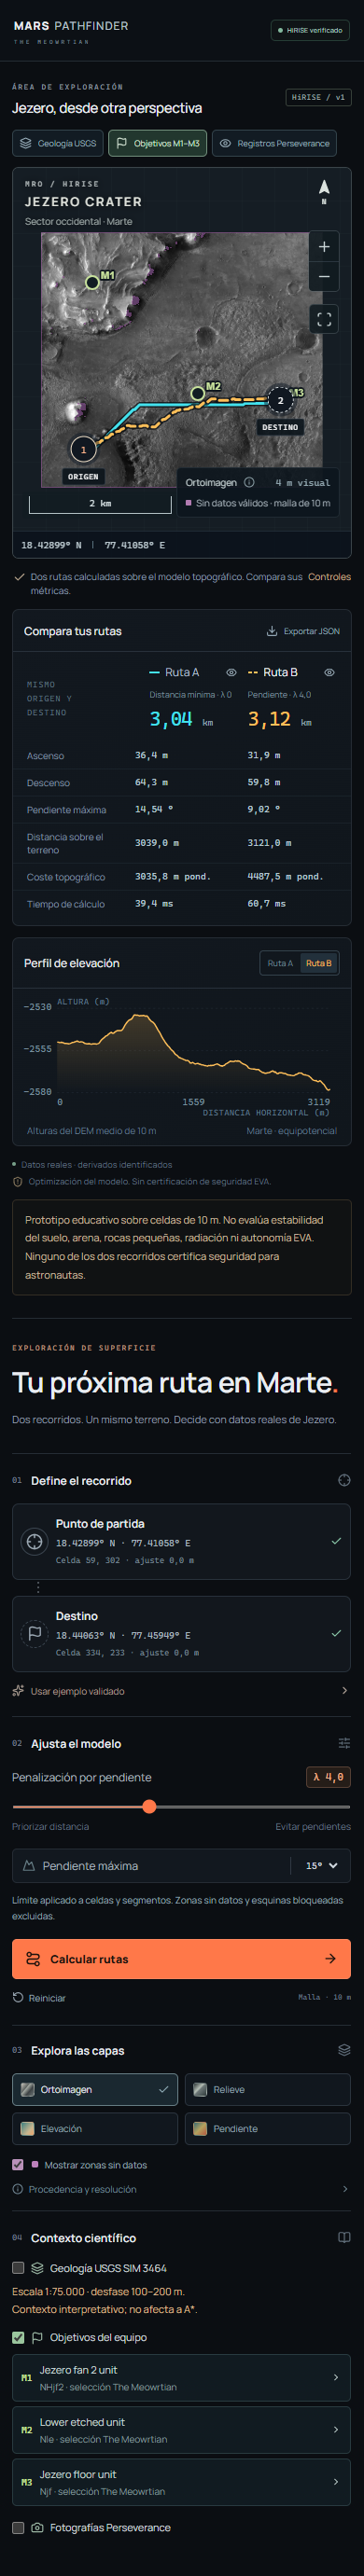 MARS PATHFINDER
THE MEOWRTIAN
HiRISE verificado
ÁREA DE EXPLORACIÓN
Jezero, desde otra perspectiva
HiRISE / v1
Geología USGS
Objetivos M1–M3
Registros Perseverance
MRO / HIRISE
JEZERO CRATER
Sector occidental · Marte
N
+
−
M1
M2
M3
2
DESTINO
1
ORIGEN
2 km
Ortoimagen 4 m visual
Sin datos válidos · malla de 10 m
18.42899° N | 77.41058° E
Dos rutas calculadas sobre el modelo topográfico. Compara sus métricas.
Controles
Compara tus rutas
Exportar JSON
MISMO
ORIGEN Y
DESTINO
Ruta A
Distancia mínima · λ 0
3,04 km
Ruta B
Pendiente · λ 4,0
3,12 km
Ascenso 36,4 m 31,9 m
Descenso 64,3 m 59,8 m
Pendiente máxima 14,54 ° 9,02 °
Distancia sobre el
terreno 3039,0 m 3121,0 m
Coste topográfico 3035,8 m pond. 4487,5 m pond.
Tiempo de cálculo 39,4 ms 60,7 ms
Perfil de elevación
Ruta A Ruta B
ALTURA (m)
−2530
−2555
−2580
0 1559 3119
DISTANCIA HORIZONTAL (m)
Alturas del DEM medio de 10 m
Marte · equipotencial
Datos reales · derivados identificados
Optimización del modelo. Sin certificación de seguridad EVA.
Prototipo educativo sobre celdas de 10 m. No evalúa estabilidad
del suelo, arena, rocas pequeñas, radiación ni autonomía EVA.
Ninguno de los dos recorridos certifica seguridad para
astronautas.
EXPLORACIÓN DE SUPERFICIE
Tu próxima ruta en Marte.
Dos recorridos. Un mismo terreno. Decide con datos reales de Jezero.
01 Define el recorrido
Punto de partida
18.42899° N · 77.41058° E
Celda 59, 302 · ajuste 0,0 m
Destino
18.44063° N · 77.45949° E
Celda 334, 233 · ajuste 0,0 m
Usar ejemplo validado
02 Ajusta el modelo
Penalización por pendiente
λ 4,0
Priorizar distancia
Evitar pendientes
Pendiente máxima
15°
Límite aplicado a celdas y segmentos. Zonas sin datos y esquinas bloqueadas
excluidas.
Calcular rutas
Reiniciar
Malla · 10 m
03 Explora las capas
Ortoimagen
Relieve
Elevación
Pendiente
Mostrar zonas sin datos
Procedencia y resolución
04 Contexto científico
Geología USGS SIM 3464
Escala 1:75.000 · desfase 100–200 m.
Contexto interpretativo; no afecta a A*.
Objetivos del equipo
M1 Jezero fan 2 unit
NHjf2 · selección The Meowrtian
M2 Lower etched unit
Nle · selección The Meowrtian
M3 Jezero floor unit
Njf · selección The Meowrtian
Fotografías Perseverance